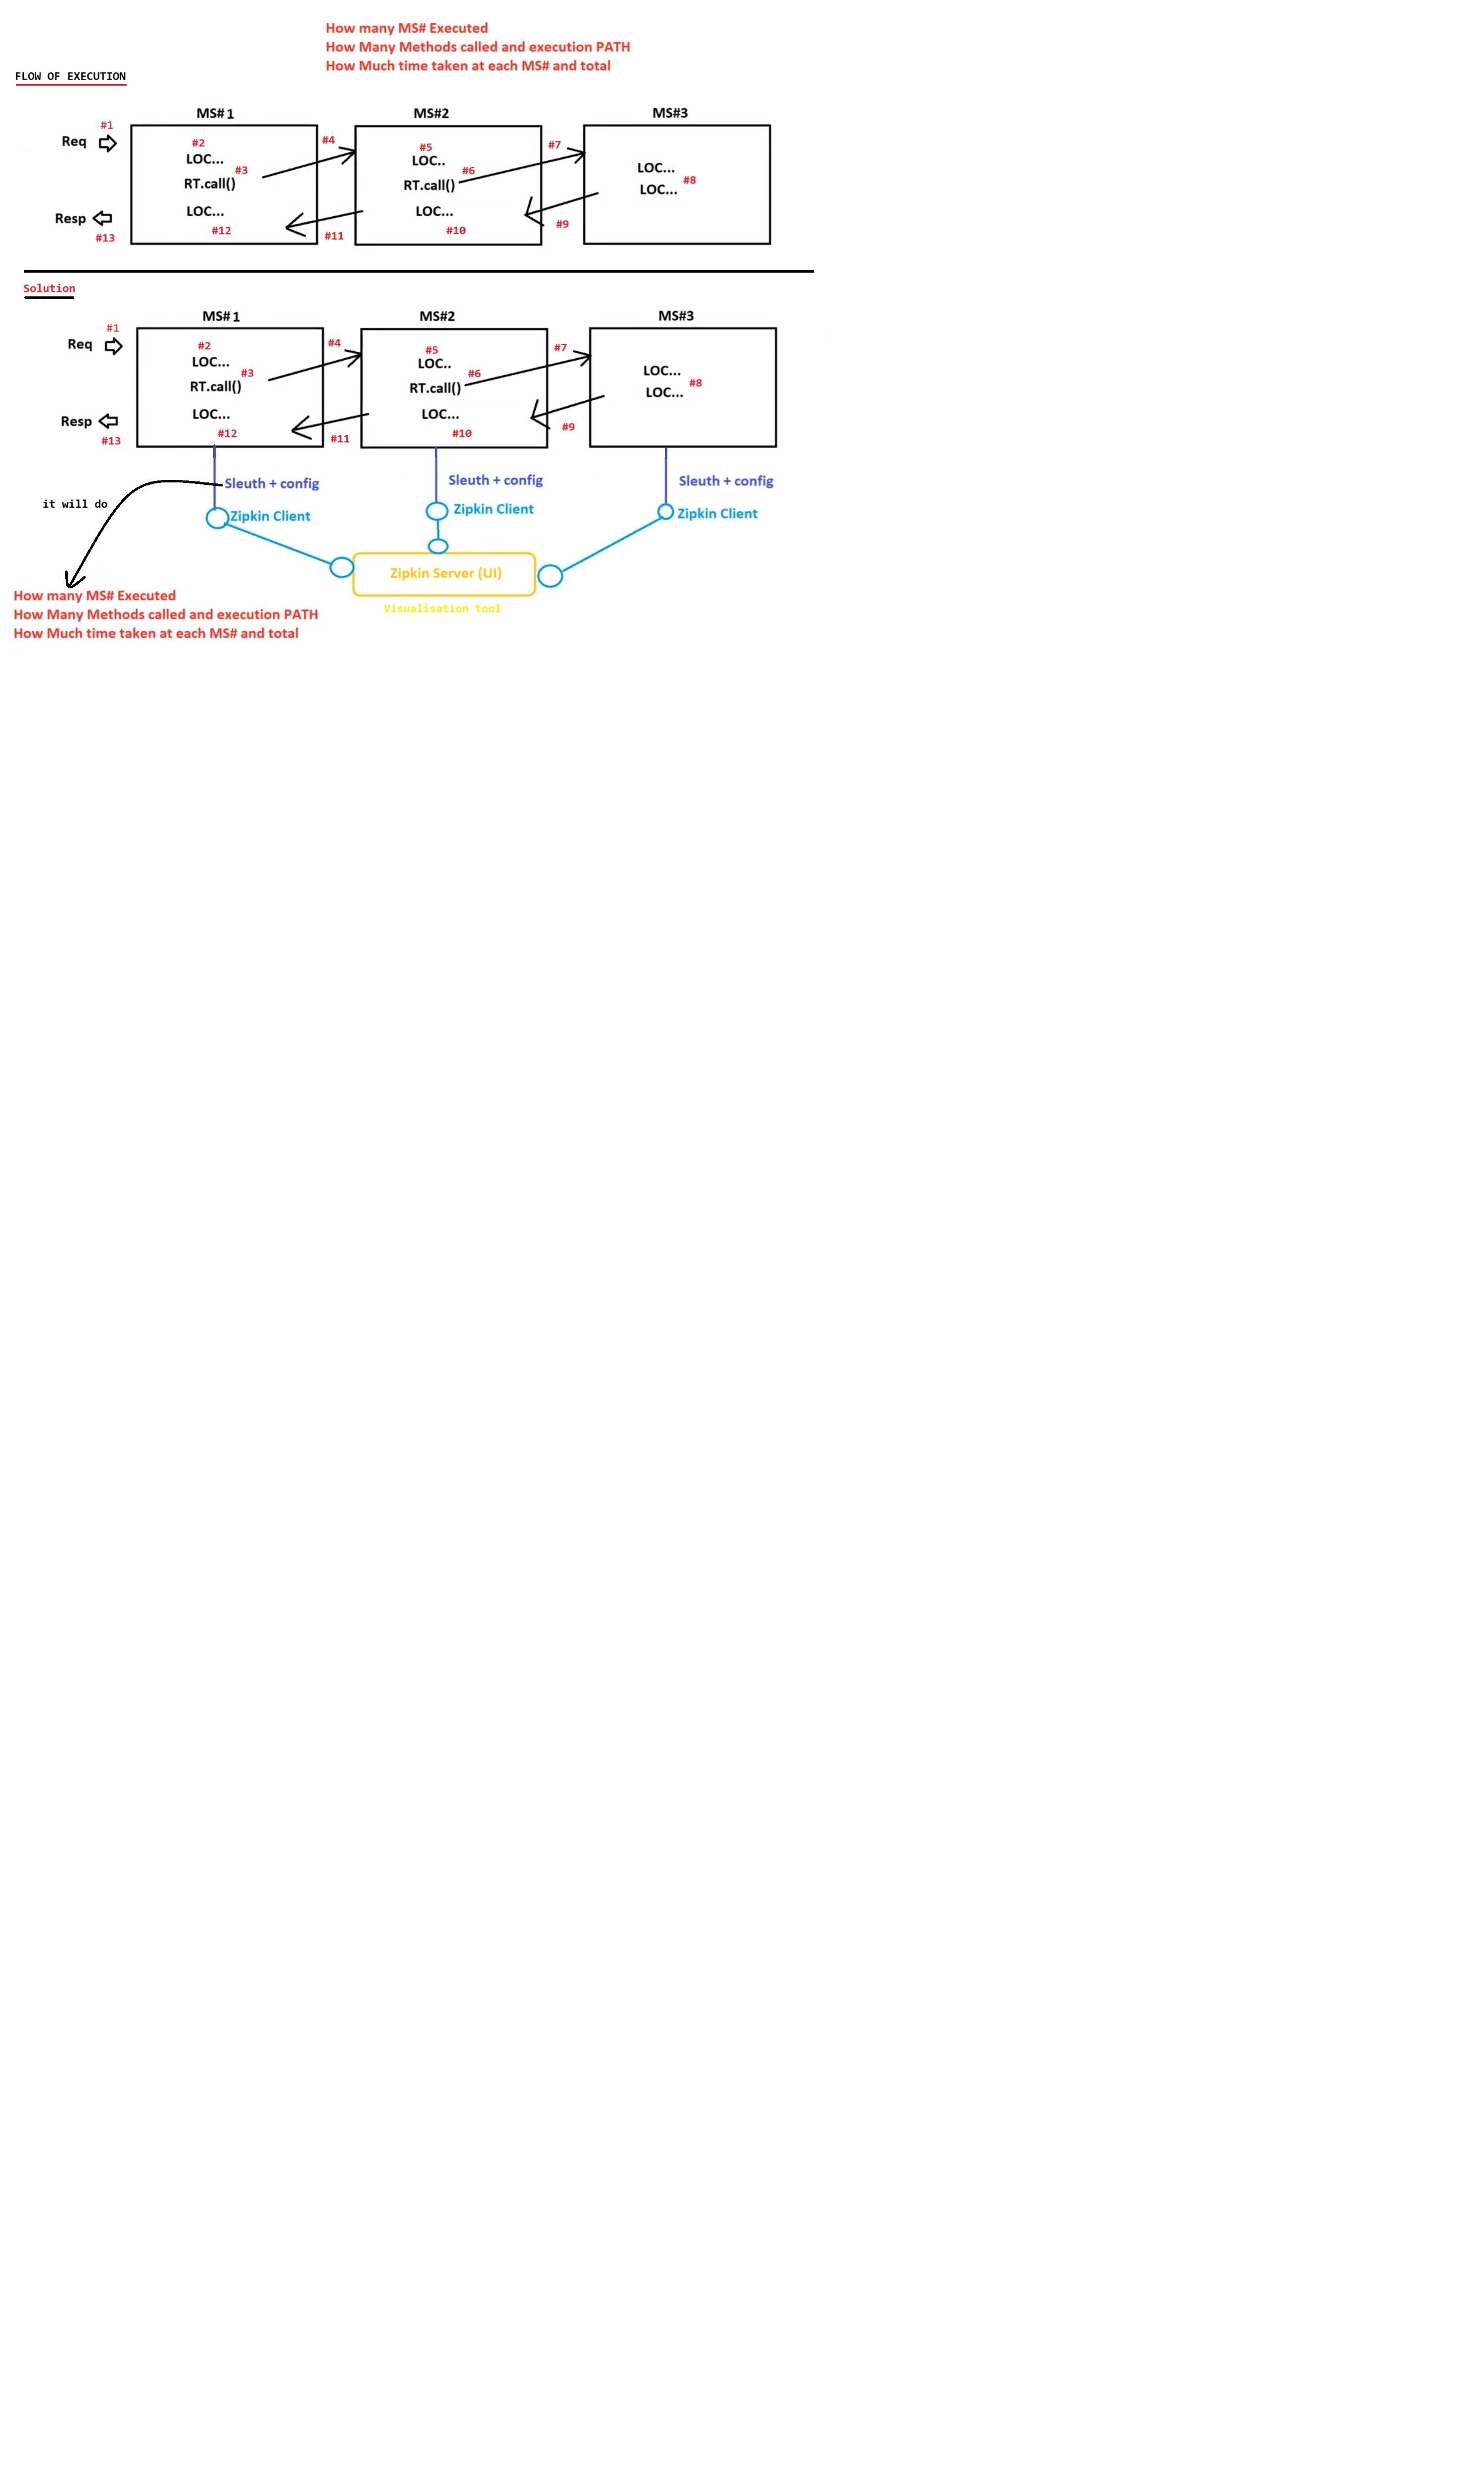 How many MS# Executed
How Many Methods called and execution PATH
How Much time taken at each MS# and total
FLOW OF EXECUTION
MS# 1
MS#2
MS#3
#1
Req
#2
LOC...
#3
RT.call()
LOC...
#12
Resp
#13
#4
#11
#5
LOC..
#6
RT.call()
LOC...
#10
#7
#9
LOC...
#8
LOC...
Solution
MS# 1
MS#2
MS#3
#1
Req
#2
LOC...
#3
RT.call()
LOC...
#12
Resp
#13
#4
#11
#5
LOC..
#6
RT.call()
LOC...
#10
#7
#9
LOC...
#8
LOC...
Sleuth + config
Sleuth + config
Sleuth + config
it will do
Zipkin Client
Zipkin Client
Zipkin Client
Zipkin Server (UI)
Visualisation tool
How many MS# Executed
How Many Methods called and execution PATH
How Much time taken at each MS# and total